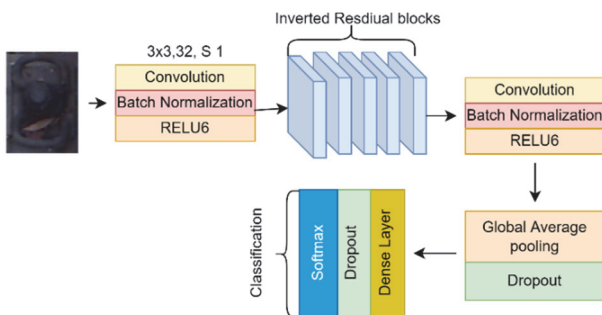 Inverted Resdiual blocks
3x3,32, S 1
Convolution
Batch Normalization
RELU6
Convolution
Batch Normalization
RELU6
Global Average
pooling
Dropout
Dense Layer
Dropout
Softmax
Classification